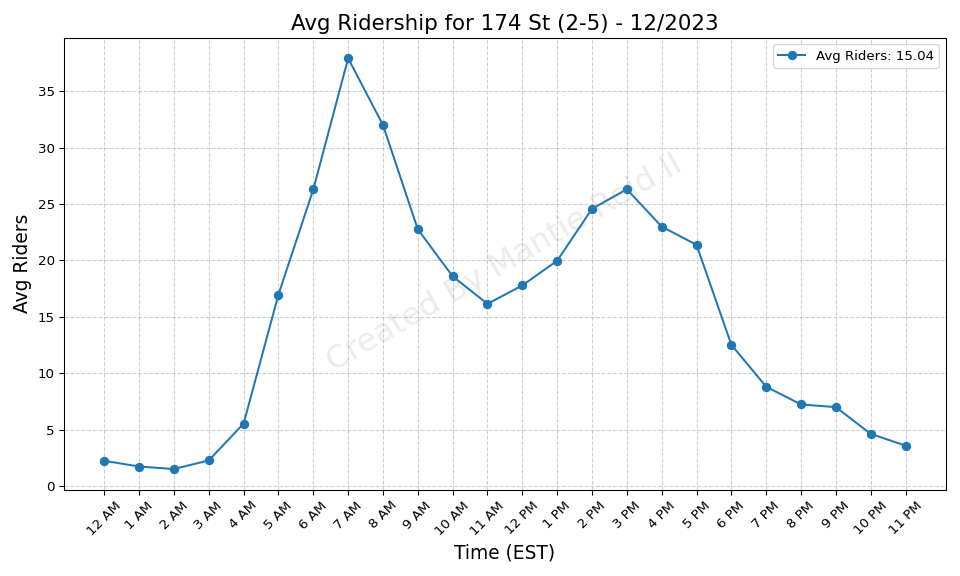 Avg Ridership for 174 St (2-5) - 12/2023
Avg Riders: 15.04
Avg Riders
35
30
25
20
15
10
5
0
Created By Mantle Reid II
12 AM
1 AM
2 AM
3 AM
4 AM
5 AM
6 AM
7 AM
8 AM
9 AM
10 AM
11 AM
12 PM
1 PM
2 PM
3 PM
4 PM
5 PM
6 PM
7 PM
8 PM
9 PM
10 PM
11 PM
Time (EST)